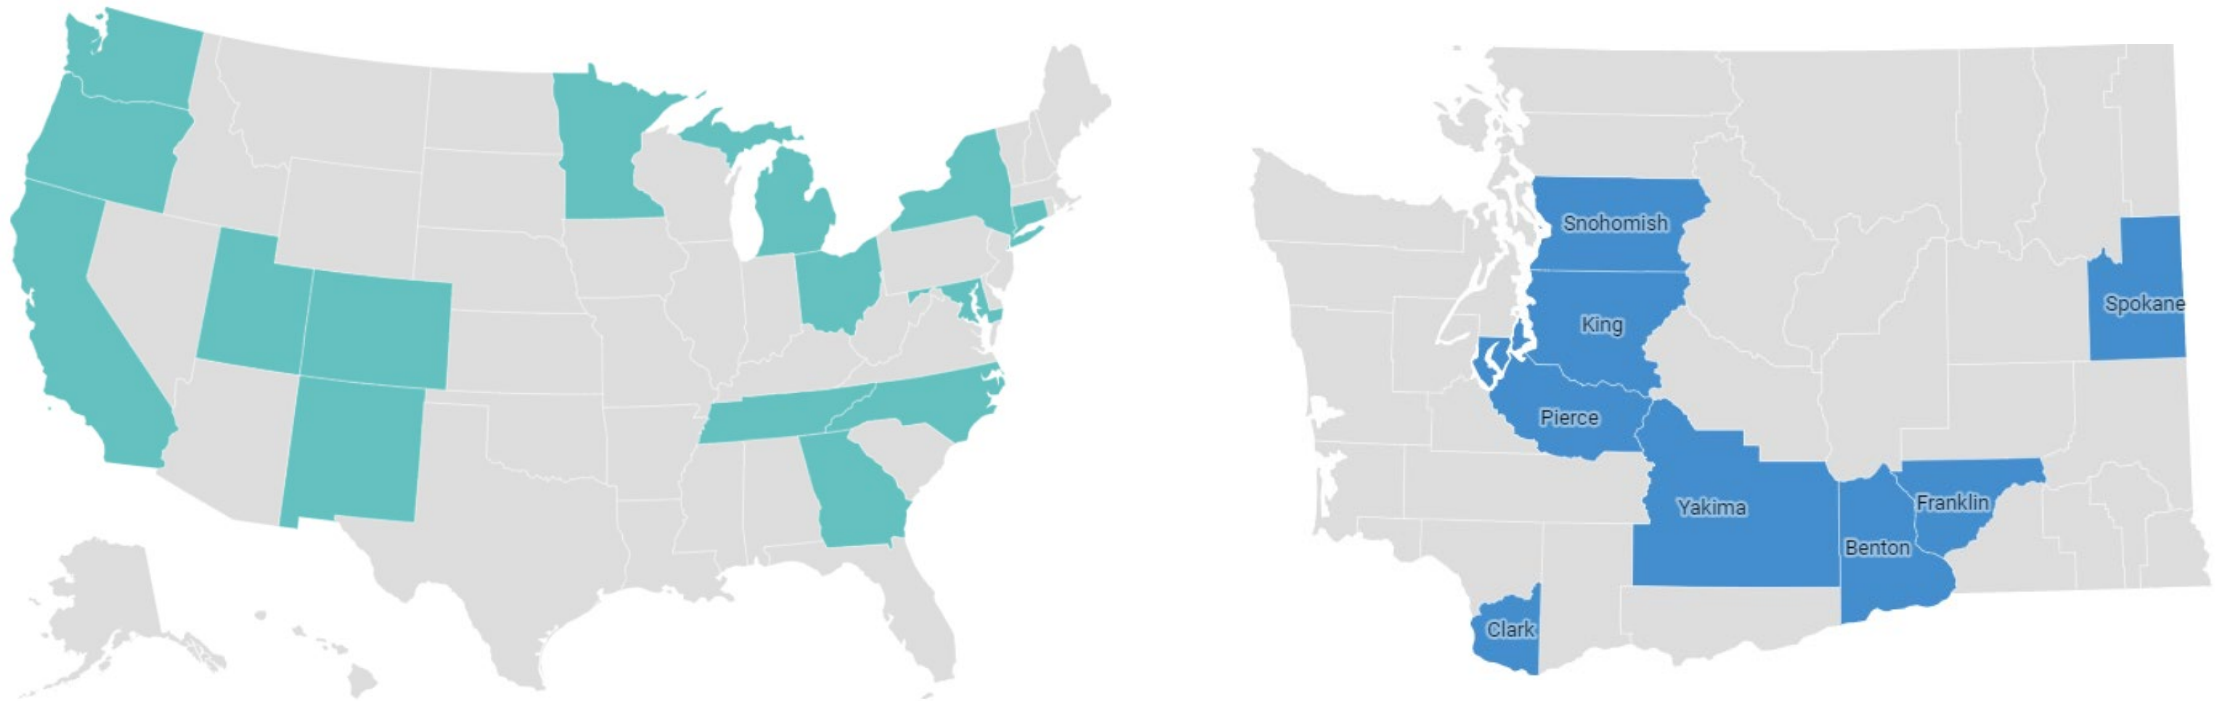 Snohomish
Spokane
King
Pierce
Yakima
Franklin
Benton
Clark